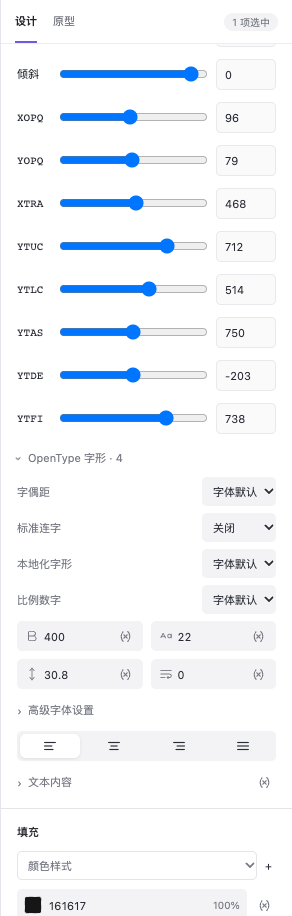 设计 原型 1 项选中
倾斜 0
XOPQ 96
YOPQ 79
XTRA 468
YTUC 712
YTLC 514
YTAS 750
YTDE -203
YTFI 738
OpenType 字形 · 4
字偶距 字体默认
标准连字 关闭
本地化字形 字体默认
比例数字 字体默认
B 400 (x) Aa 22 (x)
30.8 (x) 0 (x)
高级字体设置
文本内容 (x)
填充
颜色样式 +
161617 100% (x)